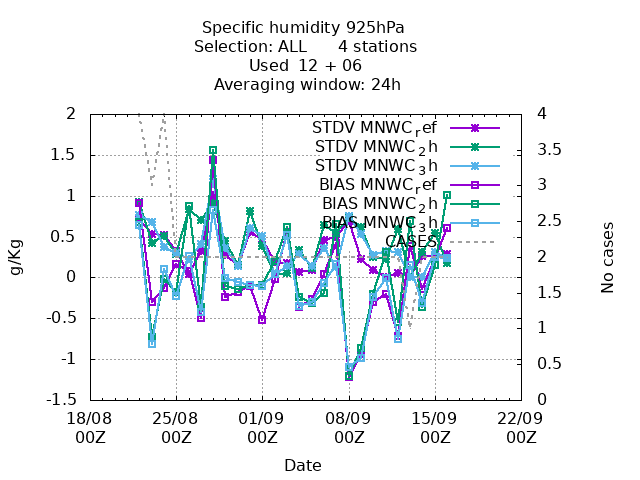 Specific humidity 925hPa
Selection: ALL 4 stations
Used 12 + 06
Averaging window: 24h
2
1.5
1
0.5
0
-0.5
-1
-1.5
g/Kg
4
3.5
3
2.5
2
1.5
1
0.5
0
No cases
STDV MNWC_ref
STDV MNWC_2h
STDV MNWC_3h
BIAS MNWC_ref
BIAS MNWC_2h
BIAS MNWC_3h
CASES
18/08 25/08 01/09 08/09 15/09 22/09
00Z 00Z 00Z 00Z 00Z 00Z
Date